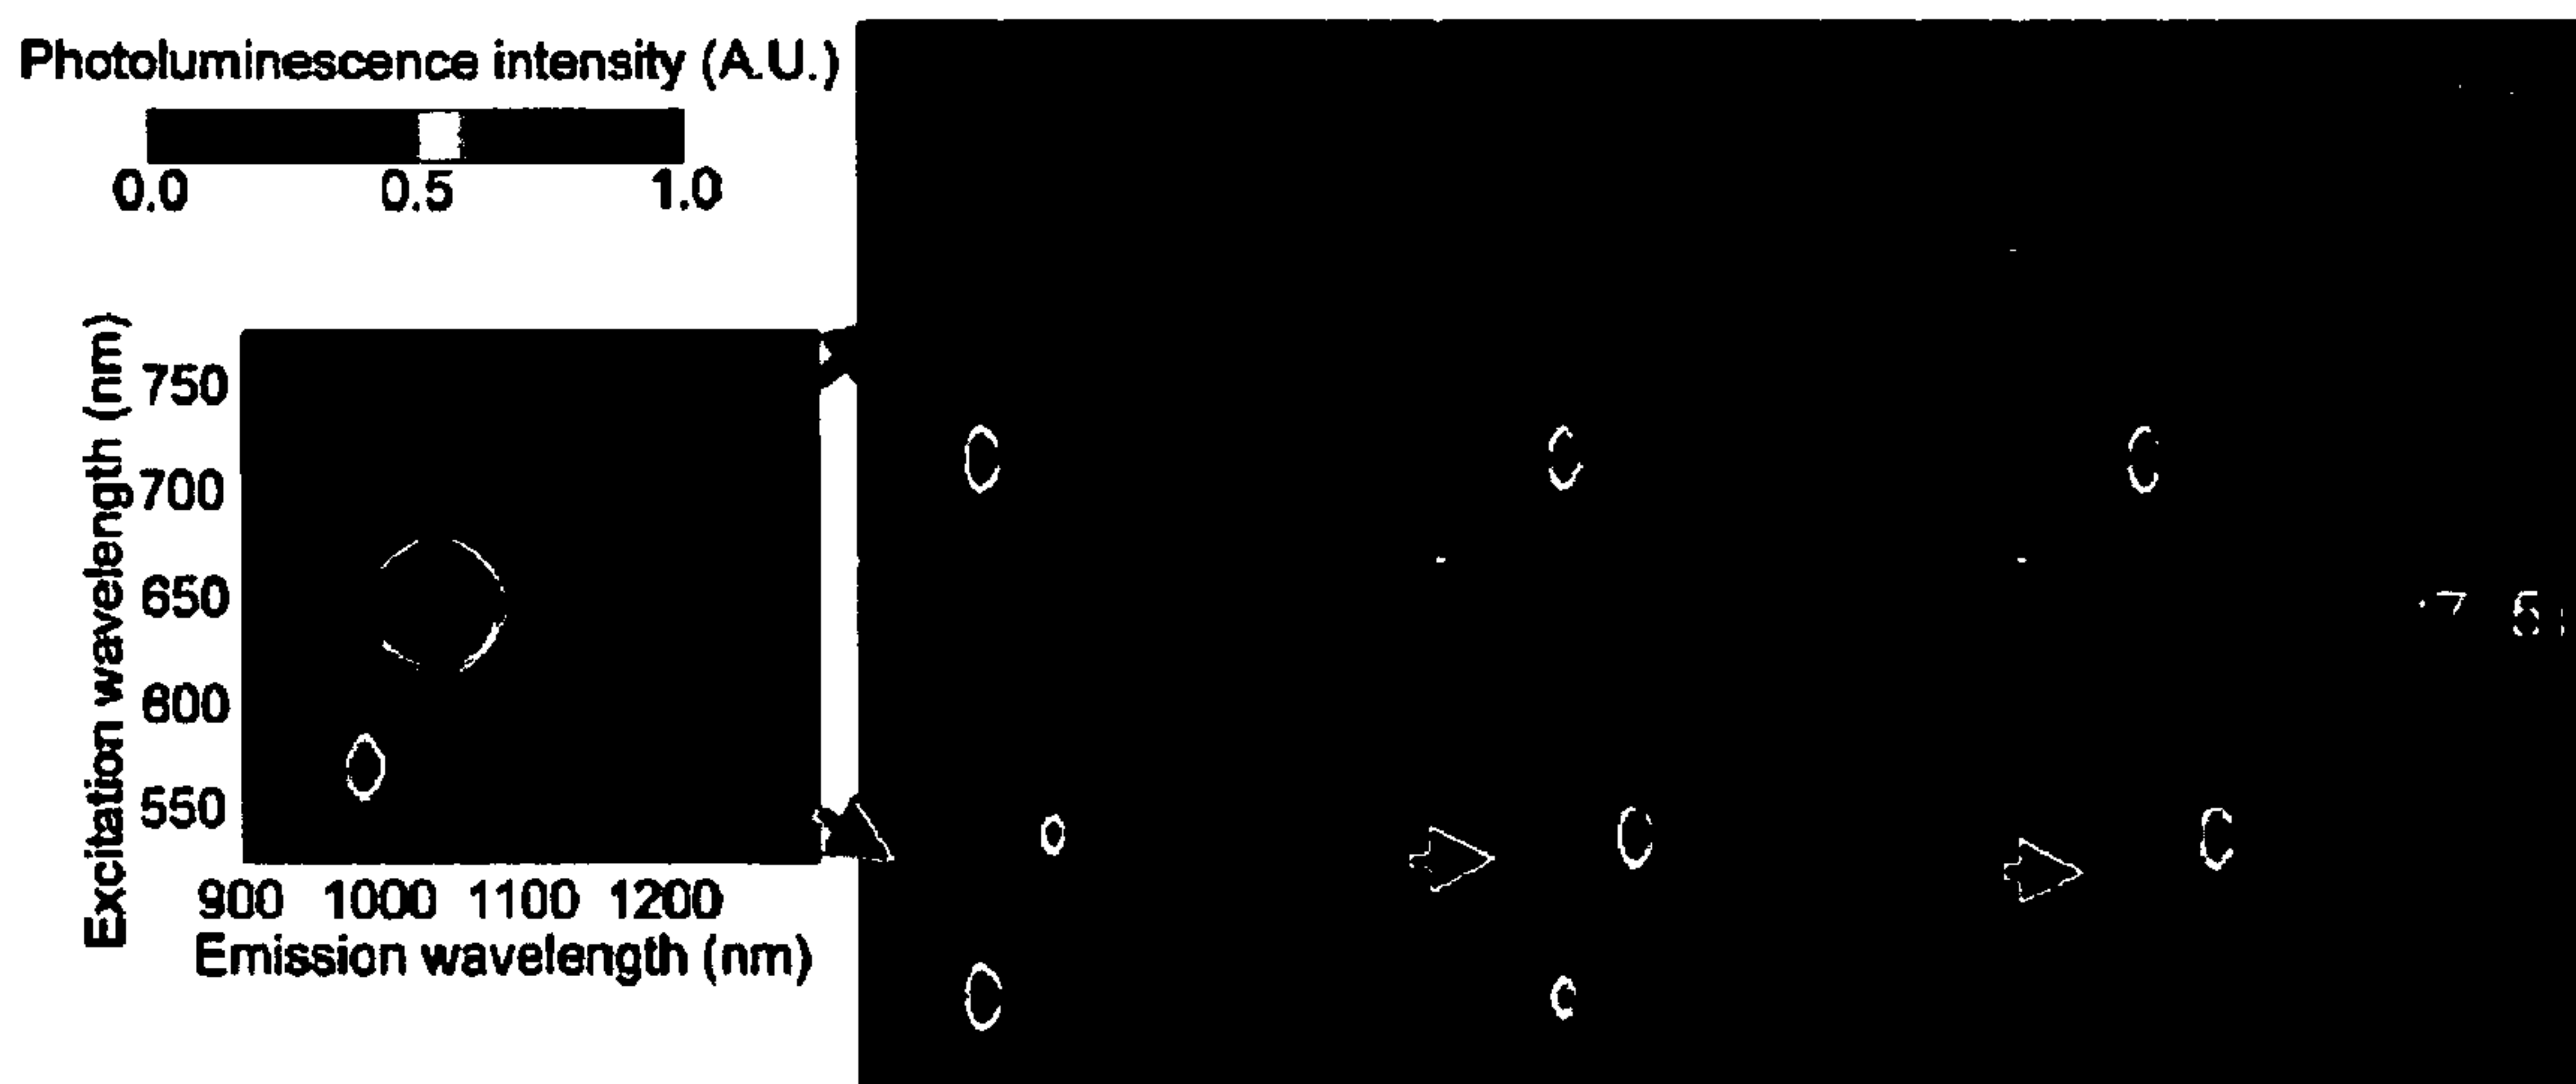 Photoluminescence intensity (A.U.)
0.0 0.5 1.0
Excitation wavelength (nm)
750
700
650
600
550
900 1000 1100 1200
Emission wavelength (nm)